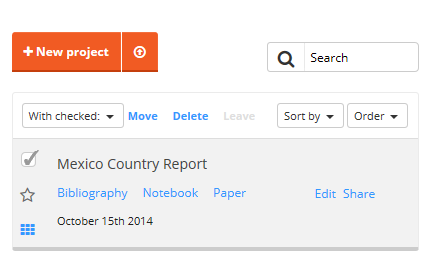 New project
Search
With checked: Move Delete Leave Sort by Order
Mexico Country Report
Bibliography Notebook Paper Edit Share
October 15th 2014